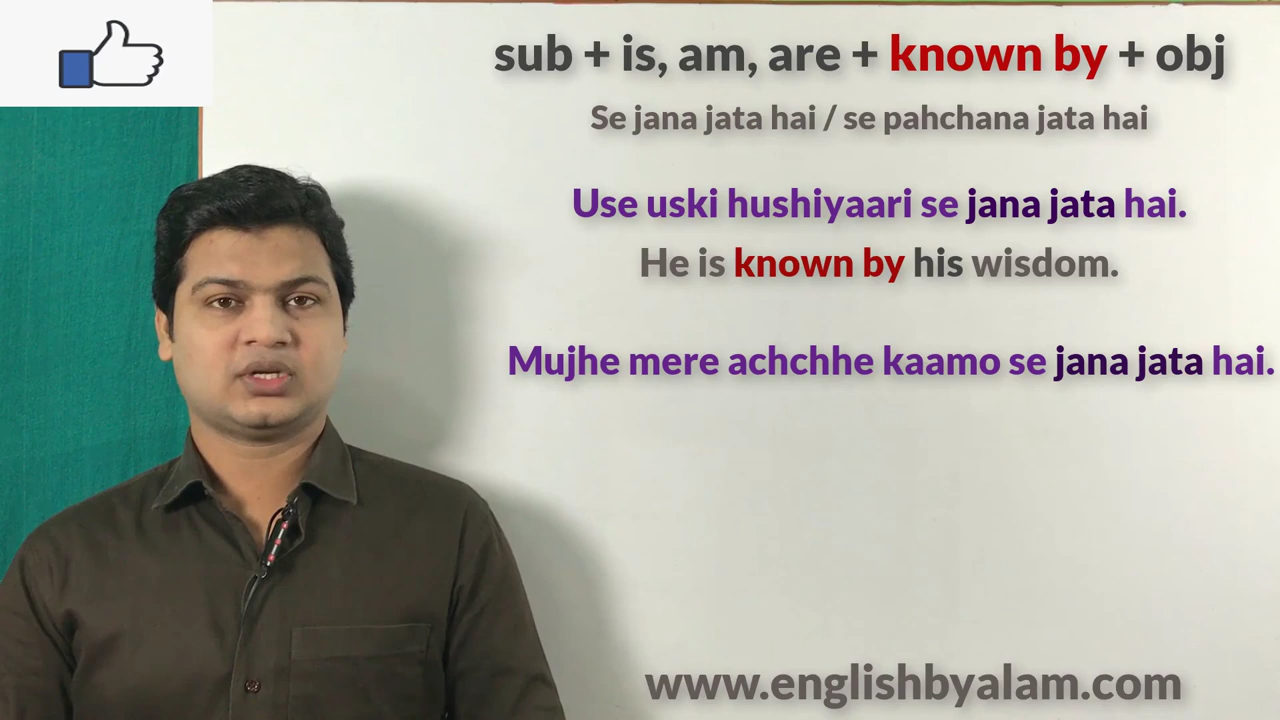 sub + is, am, are + known by + obj
Se jana jata hai / se pahchana jata hai
Use uski hushiyaari se jana jata hai.
He is known by his wisdom.
Mujhe mere achchhe kaamo se jana jata hai.
www.englishbyalam.com